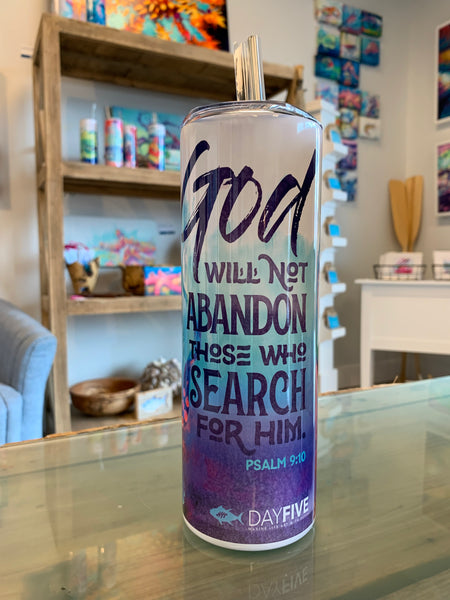 God
WILL NOT
ABANDON
THOSE WHO
SEARCH
FOR HIM.
PSALM 9:10
DAYFIVE